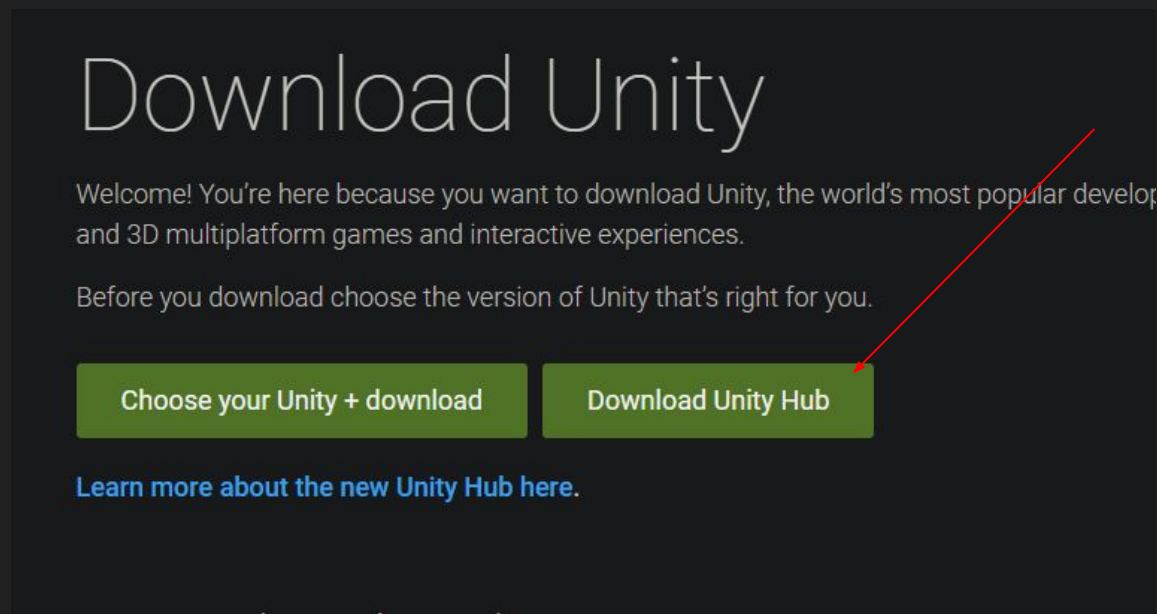 Download Unity
Welcome! You're here because you want to download Unity, the world's most popular develop
and 3D multiplatform games and interactive experiences.
Before you download choose the version of Unity that's right for you.
Choose your Unity + download
Download Unity Hub
Learn more about the new Unity Hub here.